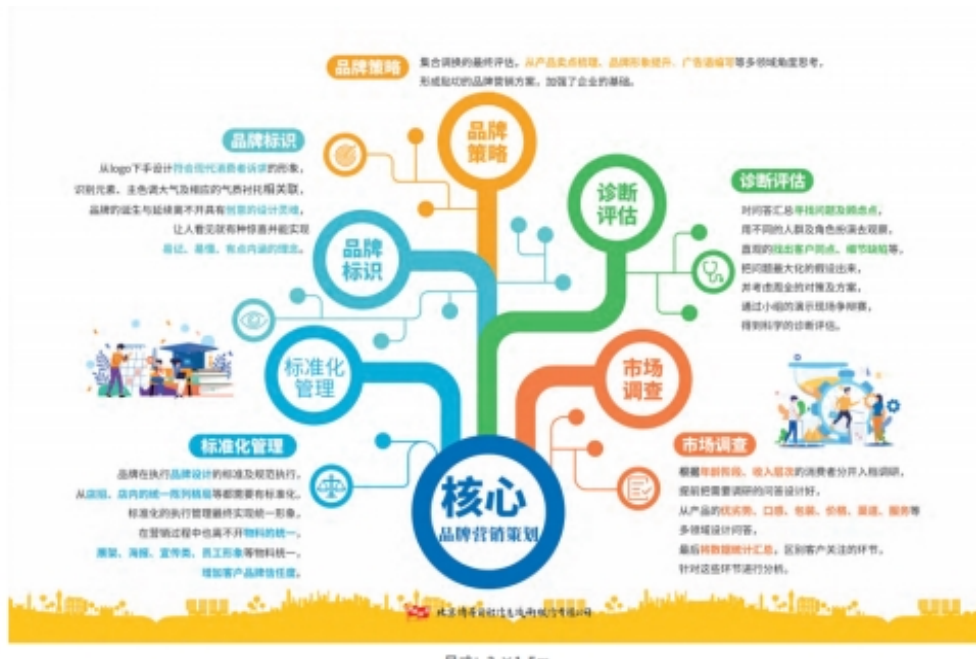 品牌策略
集合调换的最终评估。从产品卖点梳理、品牌形象提升、广告语编写等多领域角度思考，
形成贴切的品牌营销方案，加强了企业的基础。
品牌
策略
品牌标识
从logo下手设计符合现代消费者诉求的形象，
识别元素、主色调大气及相应的气质衬托相关联，
品牌的诞生与延续离不开具有创意的设计灵魂，
让人看见就有种惊喜并能实现
易记、易懂、有点内涵的理念。
品牌
标识
诊断
评估
诊断评估
对问答汇总寻找问题及顾虑点，
用不同的人群及角色扮演去观察，
直观的找出客户同点、细节缺陷等，
把问题最大化的假设出来，
并考虑周全的对策及方案，
通过小组的演示现场争辩赛，
得到科学的诊断评估。
标准化
管理
市场
调查
标准化管理
品牌在执行品牌设计的标准及规范执行，
从店招、店内的统一陈列格局等都需要有标准化。
标准化的执行管理最终实现统一形象，
在营销过程中也离不开物料的统一，
展架、海报、宣传类、员工形象等物料统一，
增加客户品牌信任度。
核心
品牌营销策划
市场调查
根据年龄阶段、收入层次的消费者分开入档调研，
提前把需要调研的问答设计好，
从产品的优劣势、口感、包装、价格、渠道、服务等
多领域设计问答。
最后将数据统计汇总，区别客户关注的环节，
针对这些环节进行分析。